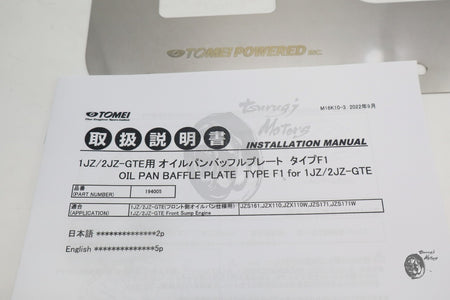 TOMEI POWERED INC.
TOMEI
The Engine Specialist
M18K10-3 2022年9月
Tsurugi Motors
取扱説明書
INSTALLATION MANUAL
1JZ/2JZ-GTE用 オイルパンバッフルプレート タイプF1
OIL PAN BAFFLE PLATE TYPE F1 for 1JZ/2JZ-GTE
品番
(PART NUMBER)
194005
適合
(APPLICATION)
1JZ/2JZ-GTE(フロント側オイルパン仕様用)
1JZ/2JZ-GTE Front Sump Engine
JZS161,JZX110,JZX110W,JZS171,JZS171W
日本語 **************2p
English **************5p